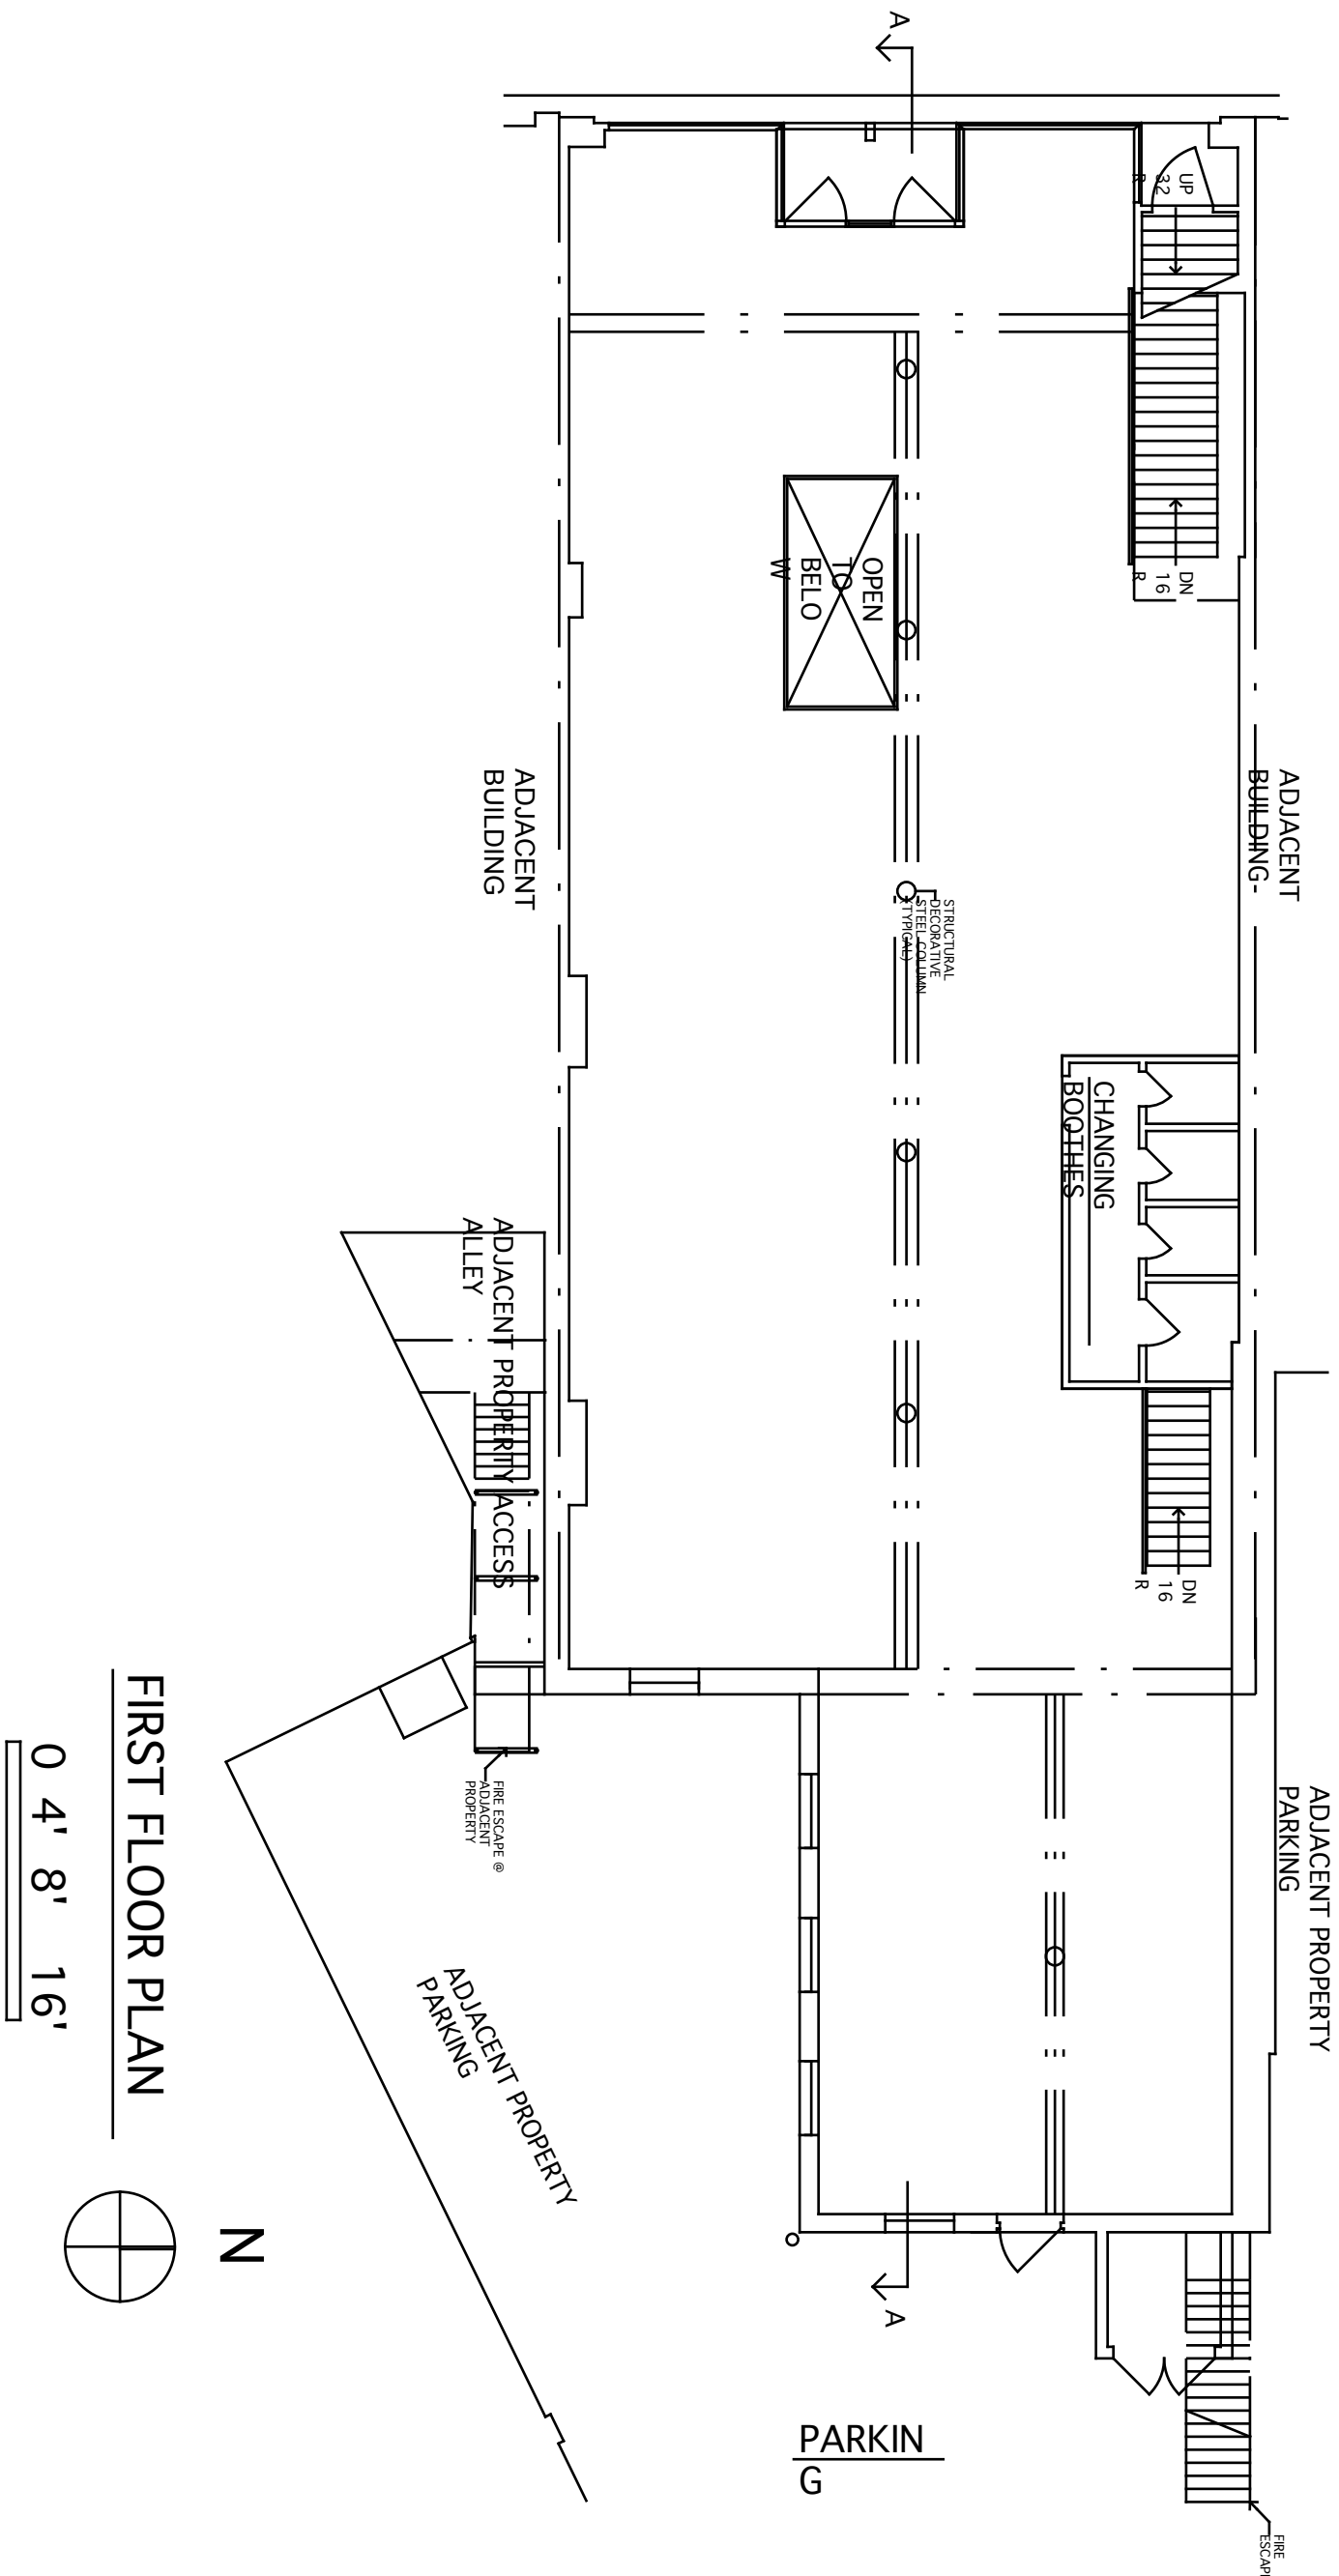 A
UP
32
R
DN
16
R
OPEN
TO
BELO
W
ADJACENT
BUILDING
ADJACENT
BUILDING
STRUCTURAL
DECORATIVE
STEEL COLUMN
(TYPICAL)
CHANGING
BOOTHES
ADJACENT PROPERTY ACCESS
ALLEY
DN
16
R
FIRE ESCAPE @
ADJACENT
PROPERTY
ADJACENT PROPERTY
PARKING
ADJACENT PROPERTY
PARKING
A
PARKIN
G
FIRE
ESCAPE
FIRST FLOOR PLAN
0 4' 8' 16'
N